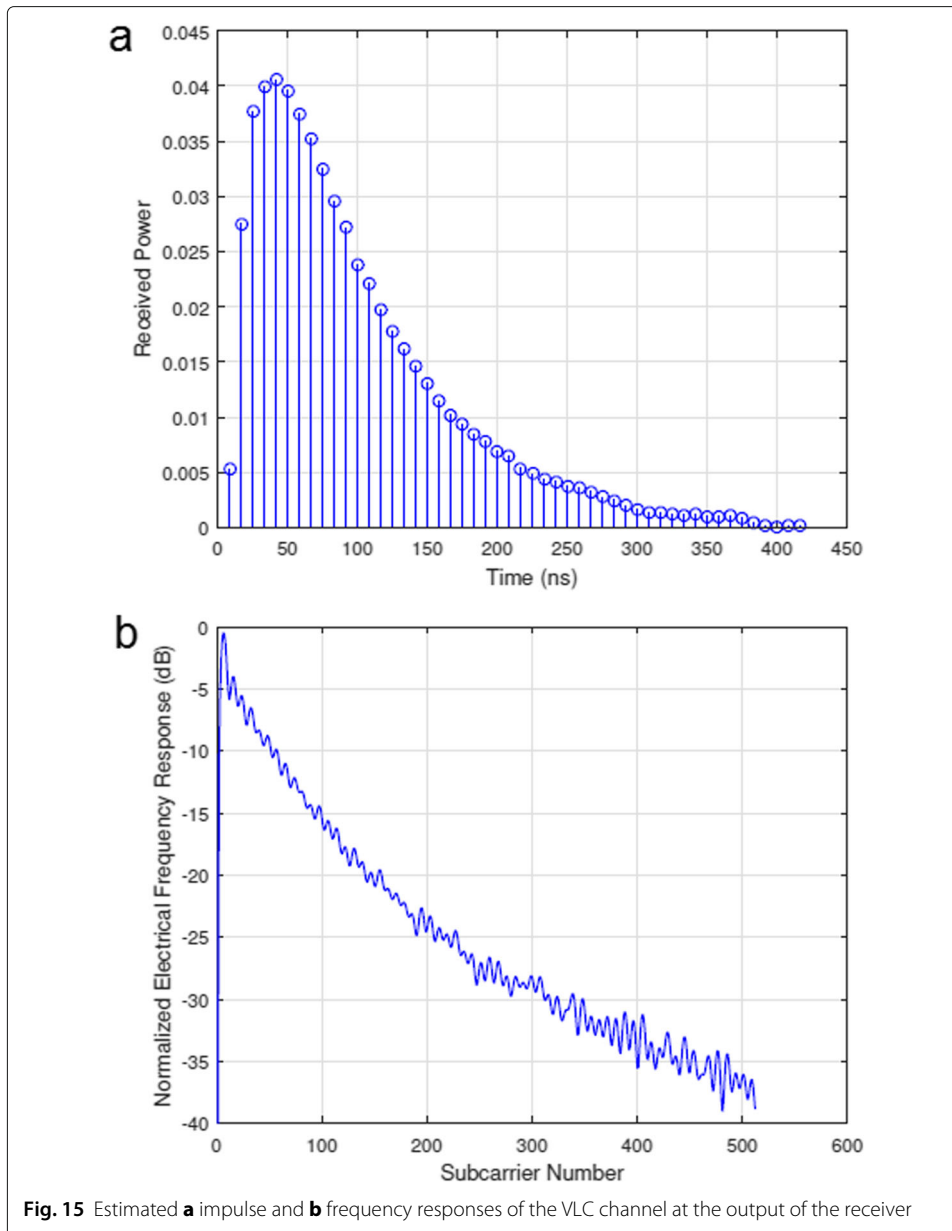 a
0.045
0.04
0.035
0.03
0.025
0.02
0.015
0.01
0.005
0
Received Power
0 50 100 150 200 250 300 350 400 450
Time (ns)
b
0
-5
-10
-15
-20
-25
-30
-35
-40
Normalized Electrical Frequency Response (dB)
0 100 200 300 400 500 600
Subcarrier Number
Fig. 15 Estimated a impulse and b frequency responses of the VLC channel at the output of the receiver